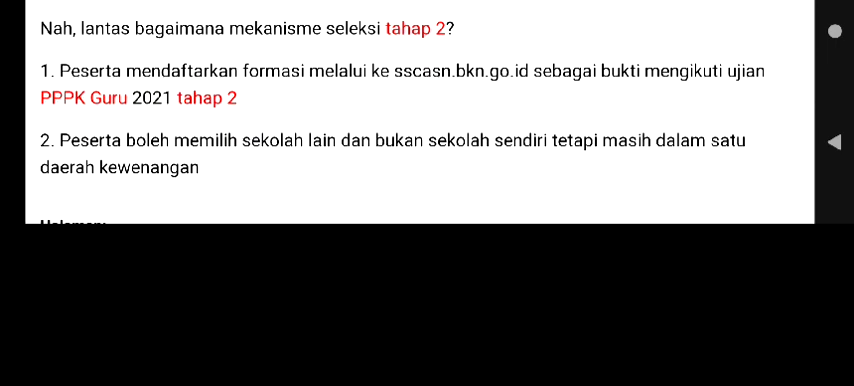 Nah, lantas bagaimana mekanisme seleksi tahap 2?
1. Peserta mendaftarkan formasi melalui ke sscasn.bkn.go.id sebagai bukti mengikuti ujian
PPPK Guru 2021 tahap 2
2. Peserta boleh memilih sekolah lain dan bukan sekolah sendiri tetapi masih dalam satu
daerah kewenangan